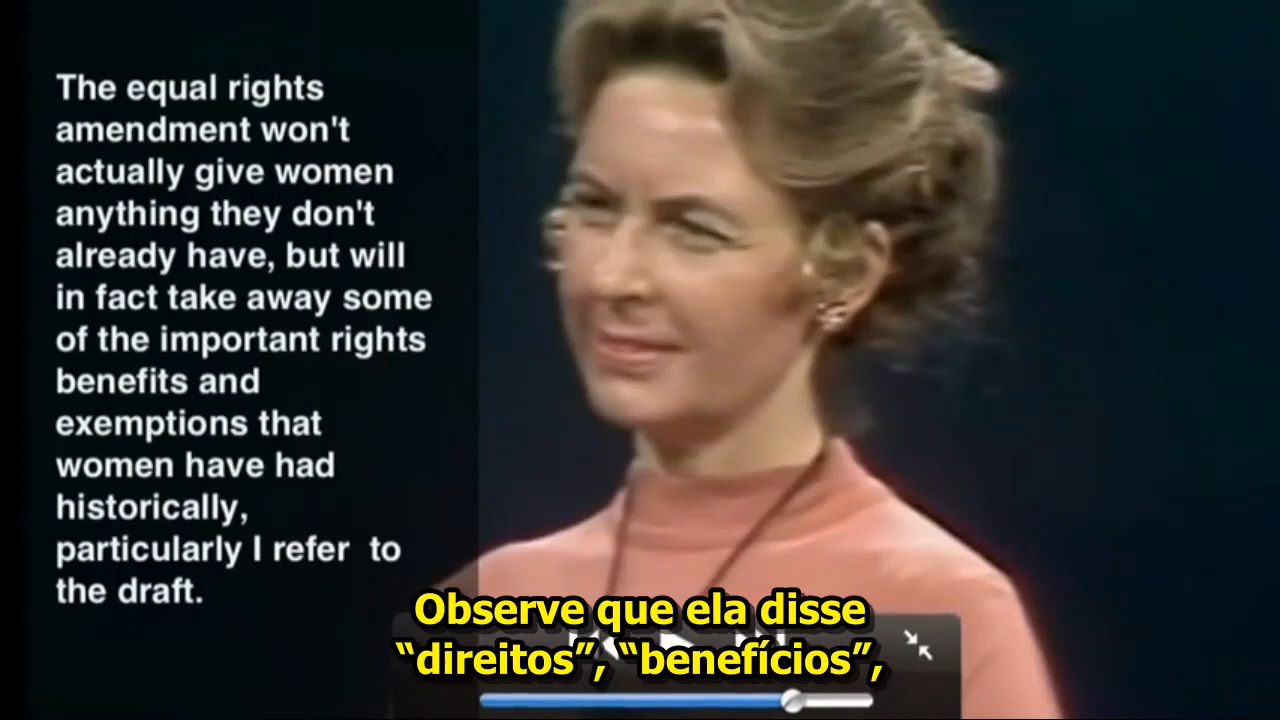 The equal rights
amendment won't
actually give women
anything they don't
already have, but will
in fact take away some
of the important rights
benefits and
exemptions that
women have had
historically,
particularly I refer  to
the draft.
Observe que ela disse
“direitos”, “benefícios”,